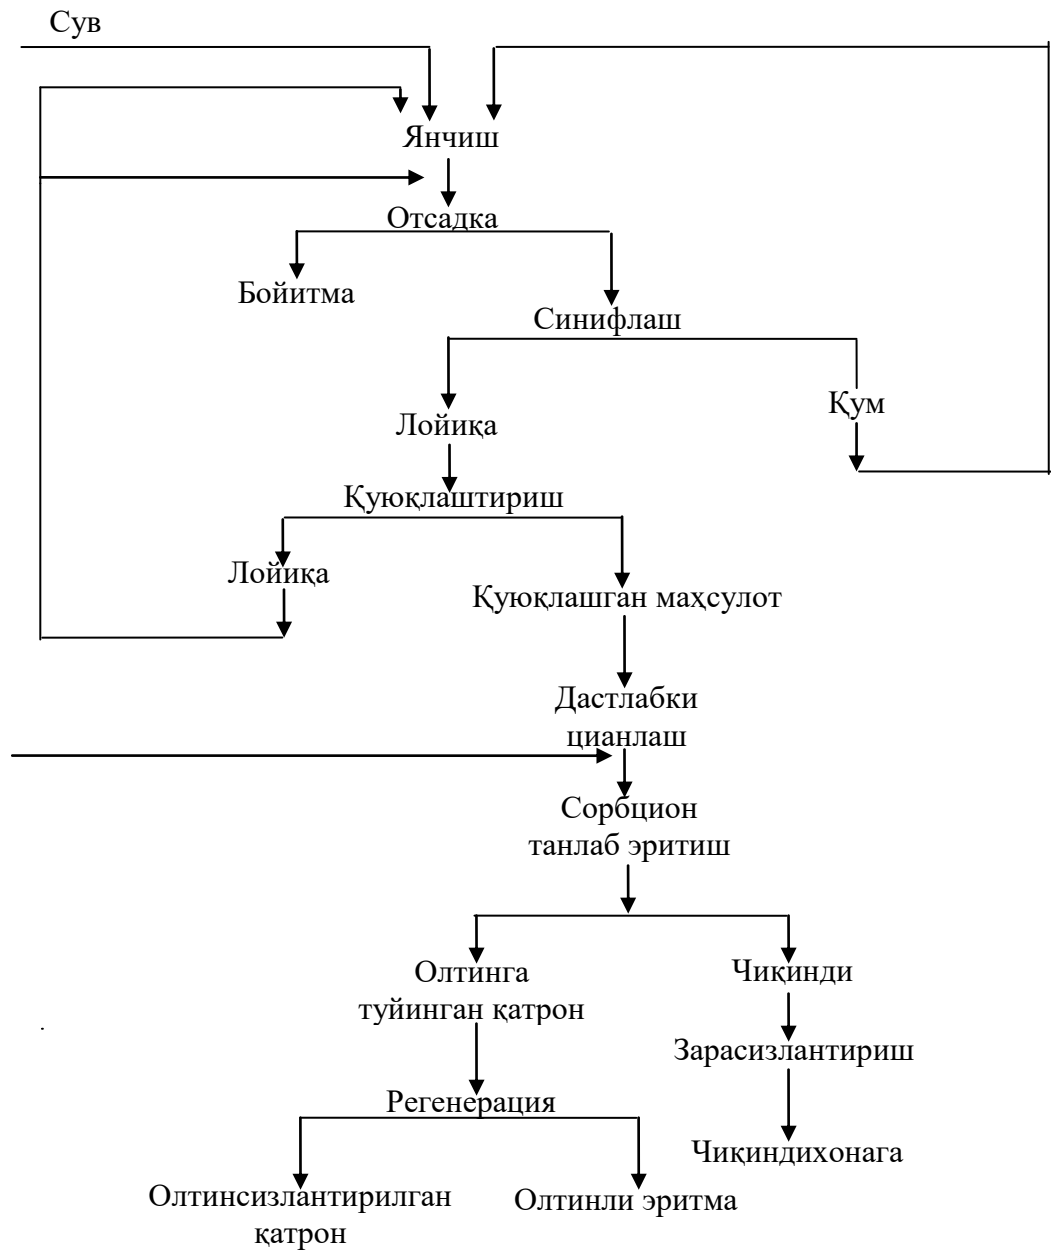 Сув
Янчиш
Отсадка
Бойитма
Синифлаш
Қум
Лойиқа
Қуюқлаштириш
Лойиқа
Қуюқлашган маҳсулот
Дастлабки
цианлаш
Сорбцион
танлаб эритиш
Олтинга
туйинган қатрон
Чиқинди
Зарасизлантириш
Регенерация
Чиқиндихонага
Олтинсизлантирилган
қатрон
Олтинли эритма